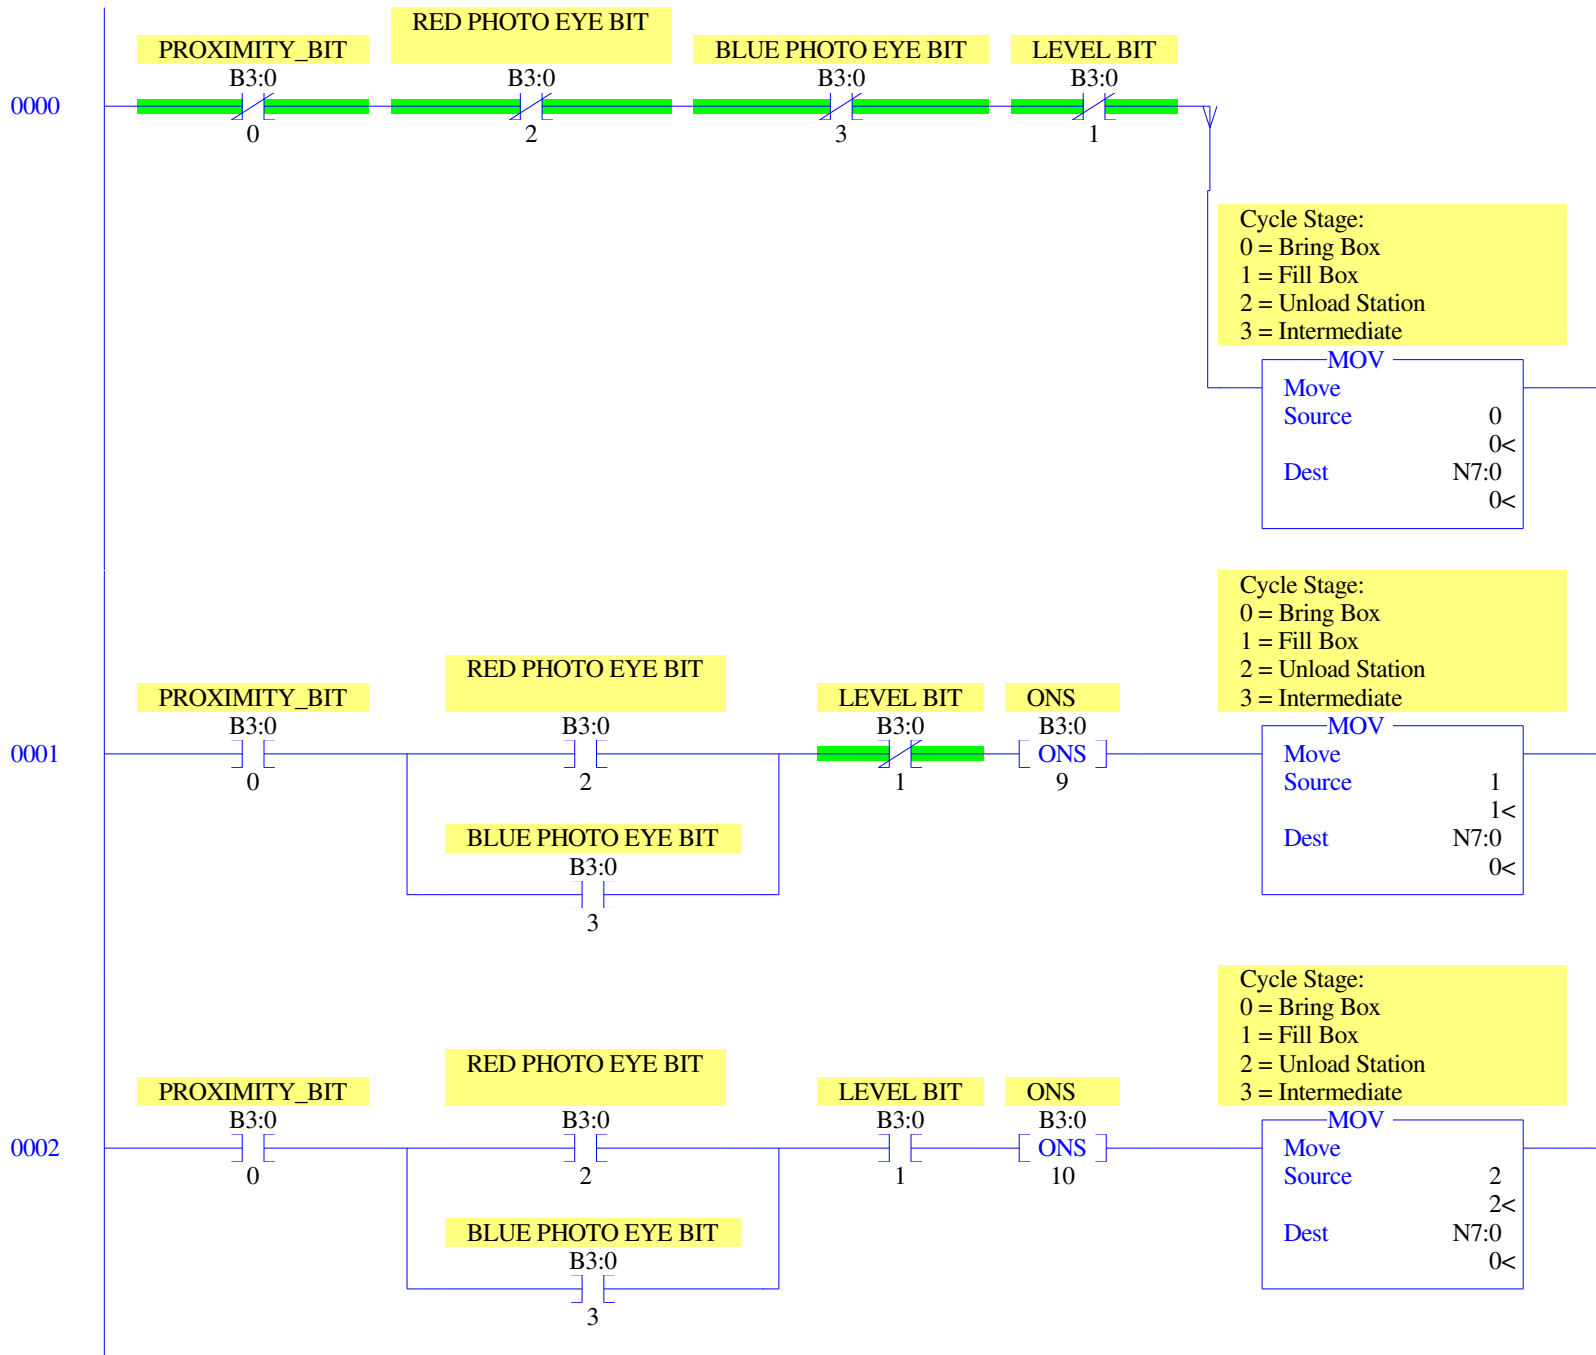 RED PHOTO EYE BIT
PROXIMITY_BIT BLUE PHOTO EYE BIT LEVEL BIT
B3:0 B3:0 B3:0 B3:0
0000
0 2 3 1
Cycle Stage:
0 = Bring Box
1 = Fill Box
2 = Unload Station
3 = Intermediate
MOV
Move
Source 0
0<
Dest N7:0
0<
Cycle Stage:
0 = Bring Box
1 = Fill Box
2 = Unload Station
3 = Intermediate
RED PHOTO EYE BIT
PROXIMITY_BIT LEVEL BIT ONS
B3:0 B3:0 B3:0 B3:0 MOV
0001 ONS Move
0 2 1 9 Source 1
1<
BLUE PHOTO EYE BIT Dest N7:0
B3:0 0<
3
Cycle Stage:
0 = Bring Box
1 = Fill Box
2 = Unload Station
3 = Intermediate
RED PHOTO EYE BIT
PROXIMITY_BIT LEVEL BIT ONS
B3:0 B3:0 B3:0 B3:0 MOV
0002 ONS Move
0 2 1 10 Source 2
2<
BLUE PHOTO EYE BIT Dest N7:0
B3:0 0<
3